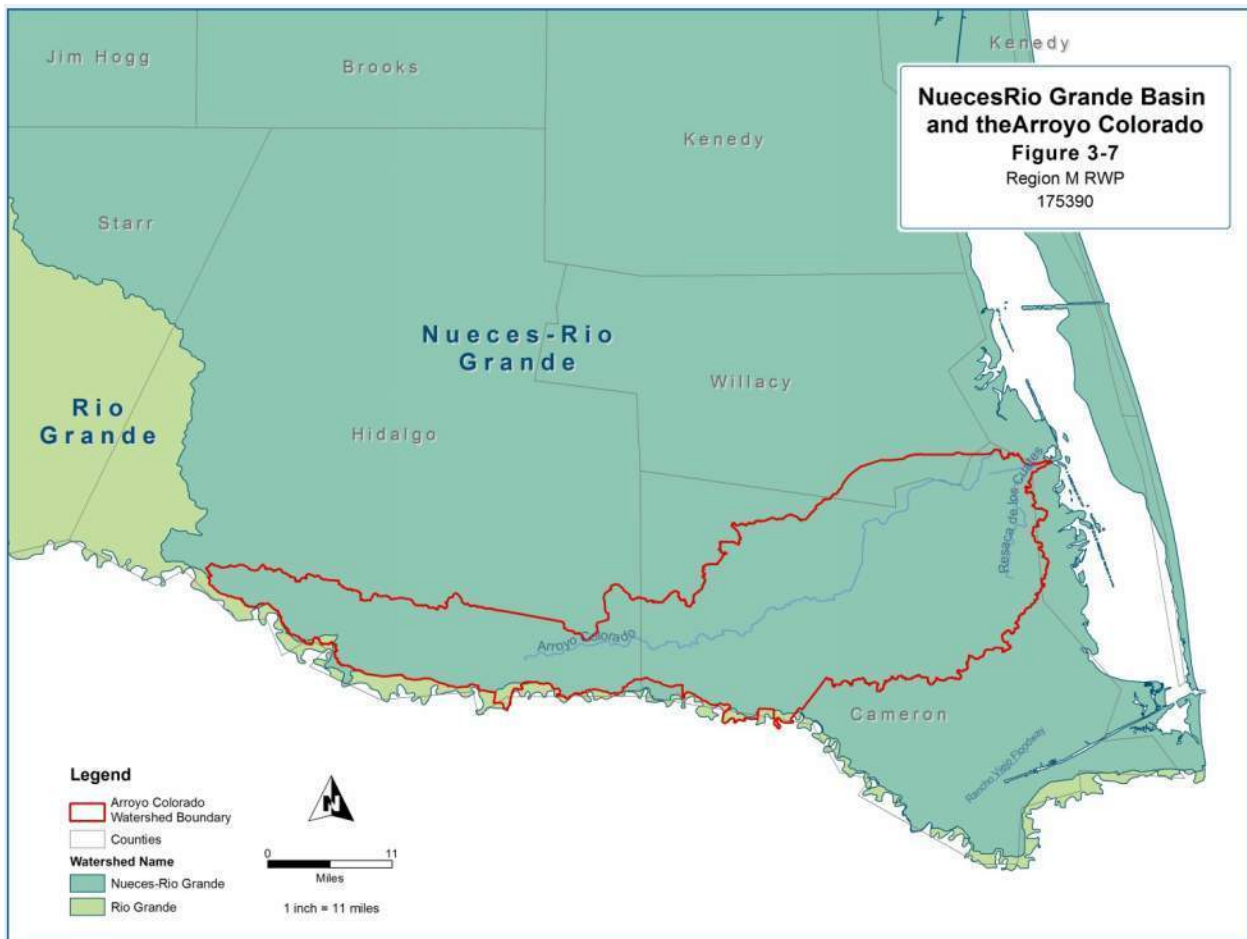 Jim Hogg
Brooks
Kenedy
Kenedy
NuecesRio Grande Basin
and theArroyo Colorado
Figure 3-7
Region M RWP
175390
Starr
Nueces-Rio
Grande
Willacy
Rio
Grande
Hidalgo
Resaca de los Cuates
Arroyo Colorado
Cameron
Rancho Viejo Floodway
Legend
Arroyo Colorado
Watershed Boundary
Counties
Watershed Name
Nueces-Rio Grande
Rio Grande
N
0 11
Miles
1 inch = 11 miles